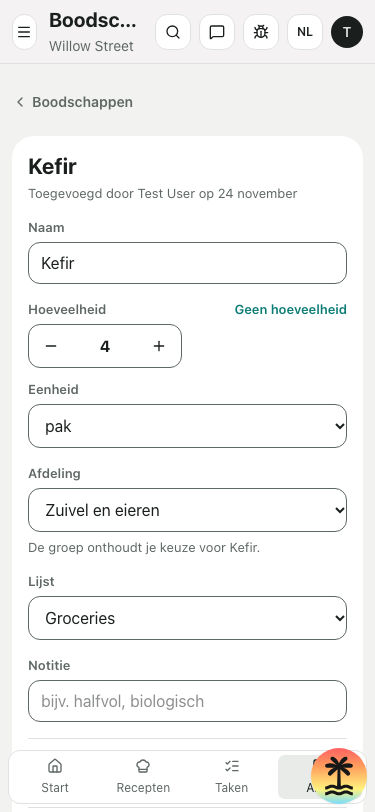 Boodsc...
Willow Street
NL
T
Boodschappen
Kefir
Toegevoegd door Test User op 24 november
Naam
Kefir
Hoeveelheid
Geen hoeveelheid
4
Eenheid
pak
Afdeling
Zuivel en eieren
De groep onthoudt je keuze voor Kefir.
Lijst
Groceries
Notitie
bijv. halfvol, biologisch
Start
Recepten
Taken